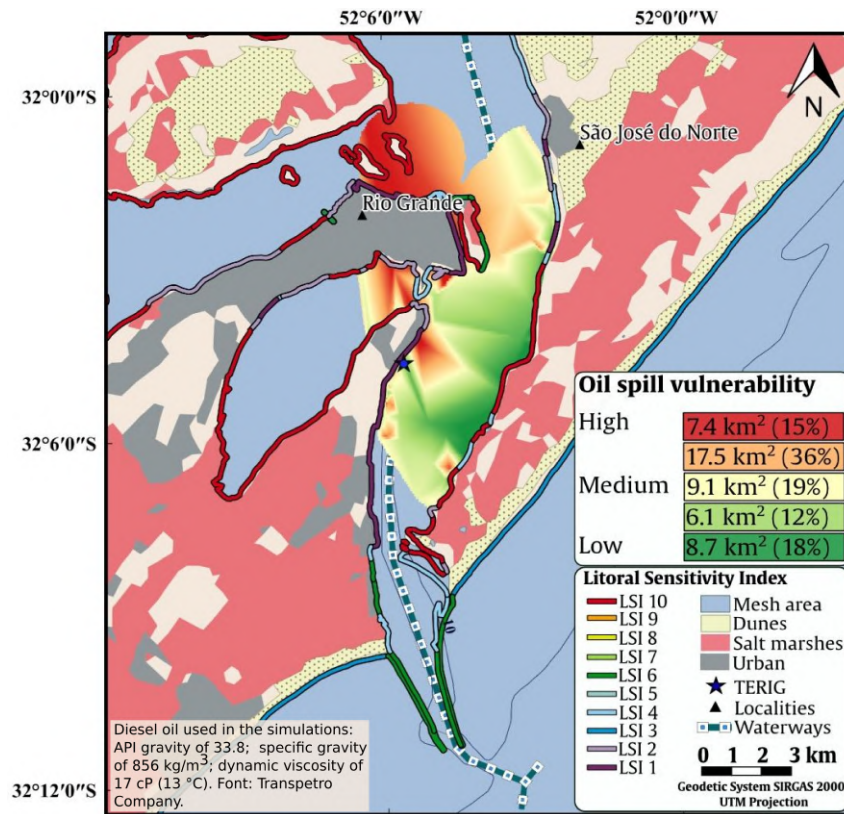 52°6'0"W
52°0'0"W
32°0'0"S
N
São José do Norte
Rio Grande
32°6'0"S
Oil spill vulnerability
High
7.4 km² (15%)
17.5 km² (36%)
Medium
9.1 km² (19%)
6.1 km² (12%)
Low
8.7 km² (18%)
Litoral Sensitivity Index
LSI 10
LSI 9
LSI 8
LSI 7
LSI 6
LSI 5
LSI 4
LSI 3
LSI 2
LSI 1
Mesh area
Dunes
Salt marshes
Urban
TERIG
Localities
Waterways
0 1 2 3 km
Geodetic System SIRGAS 2000
UTM Projection
10
Diesel oil used in the simulations:
API gravity of 33.8; specific gravity
of 856 kg/m³; dynamic viscosity of
17 cP (13 °C). Font: Transpetro
Company.
32°12'0"S